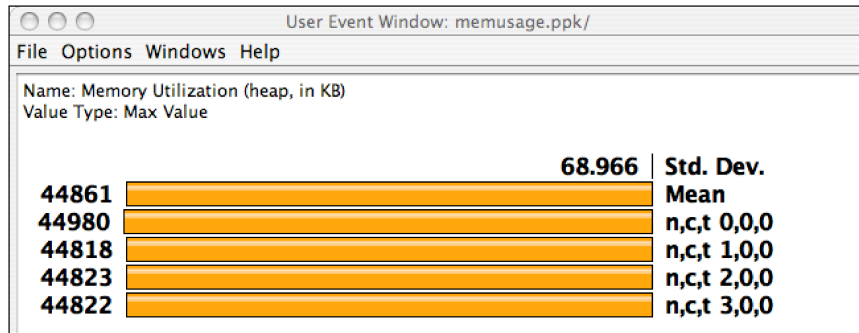 User Event Window: memusage.ppk/
File Options Windows Help
Name: Memory Utilization (heap, in KB)
Value Type: Max Value
68.966 Std. Dev.
44861 Mean
44980 n,c,t 0,0,0
44818 n,c,t 1,0,0
44823 n,c,t 2,0,0
44822 n,c,t 3,0,0